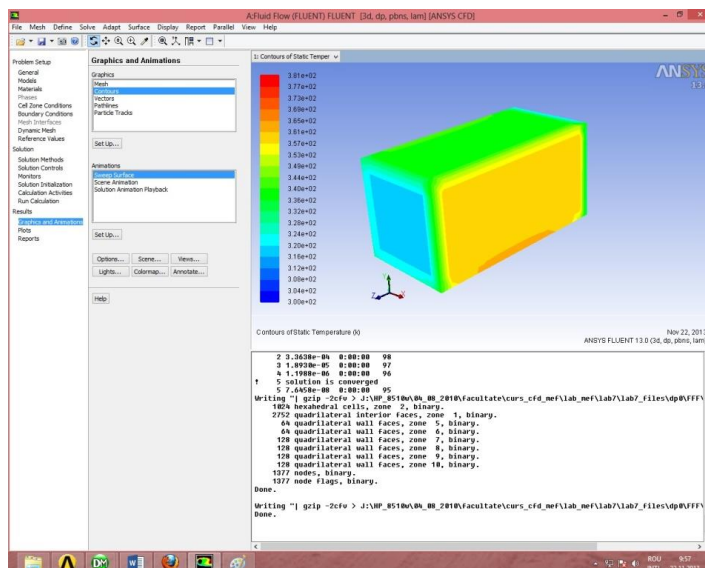 A:Fluid Flow (FLUENT) FLUENT [3d, dp, pbns, lam] [ANSYS CFD]
File Mesh Define Solve Adapt Surface Display Report Parallel View Help
Problem Setup
General
Models
Materials
Phases
Cell Zone Conditions
Boundary Conditions
Mesh Interfaces
Dynamic Mesh
Reference Values
Solution
Solution Methods
Solution Controls
Monitors
Solution Initialization
Calculation Activities
Run Calculation
Results
Graphics and Animations
Plots
Reports
Graphics and Animations
Graphics
Mesh
Contours
Vectors
Pathlines
Particle Tracks
Set Up...
Animations
Sweep Surface
Scene Animation
Solution Animation Playback
Set Up...
Options... Scene... Views...
Lights... Colormap... Annotate...
Help
1: Contours of Static Temper
3.81e+02
3.77e+02
3.73e+02
3.69e+02
3.65e+02
3.61e+02
3.57e+02
3.53e+02
3.49e+02
3.44e+02
3.40e+02
3.36e+02
3.32e+02
3.28e+02
3.24e+02
3.20e+02
3.16e+02
3.12e+02
3.08e+02
3.04e+02
3.00e+02
ANSYS
13.
Y
Z X
Contours of Static Temperature (k)
Nov 22, 2013
ANSYS FLUENT 13.0 (3d, dp, pbns, lam
2 3.3638e-04 0:00:00 98
3 1.8930e-05 0:00:00 97
4 1.1988e-06 0:00:00 96
! 5 solution is converged
5 7.6458e-08 0:00:00 95
Writing "| gzip -2cfv > J:\HP_8510w\04_08_2010\facultate\curs_cfd_mef\lab_mef\lab7\lab7_files\dp0\FFF\
1024 hexahedral cells, zone 2, binary.
2752 quadrilateral interior faces, zone 1, binary.
64 quadrilateral wall faces, zone 5, binary.
64 quadrilateral wall faces, zone 6, binary.
128 quadrilateral wall faces, zone 7, binary.
128 quadrilateral wall faces, zone 8, binary.
128 quadrilateral wall faces, zone 9, binary.
128 quadrilateral wall faces, zone 10, binary.
1377 nodes, binary.
1377 node flags, binary.
Done.
Writing "| gzip -2cfv > J:\HP_8510w\04_08_2010\facultate\curs_cfd_mef\lab_mef\lab7\lab7_files\dp0\FFF\
Done.
DM
ROU 9:57
INTL 22.11.2013